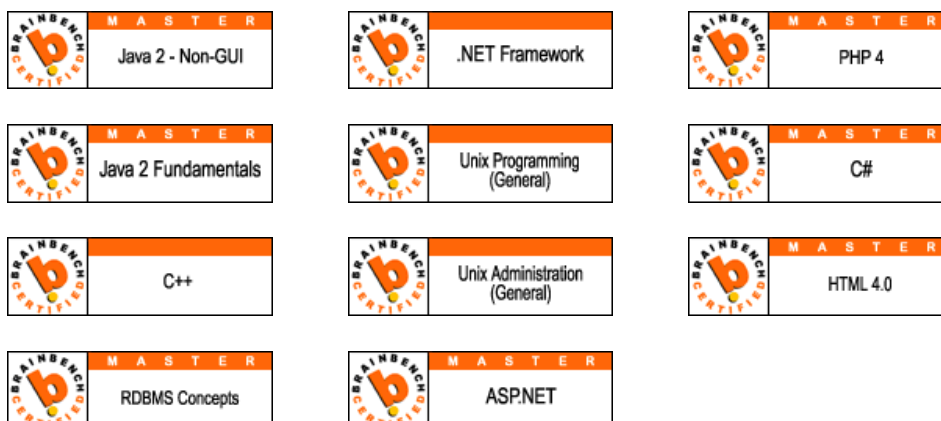 BRAINBENCH CERTIFIED
MASTER
Java 2 - Non-GUI
BRAINBENCH CERTIFIED
.NET Framework
BRAINBENCH CERTIFIED
MASTER
PHP 4
BRAINBENCH CERTIFIED
MASTER
Java 2 Fundamentals
BRAINBENCH CERTIFIED
Unix Programming
(General)
BRAINBENCH CERTIFIED
MASTER
C#
BRAINBENCH CERTIFIED
C++
BRAINBENCH CERTIFIED
Unix Administration
(General)
BRAINBENCH CERTIFIED
MASTER
HTML 4.0
BRAINBENCH CERTIFIED
MASTER
RDBMS Concepts
BRAINBENCH CERTIFIED
MASTER
ASP.NET